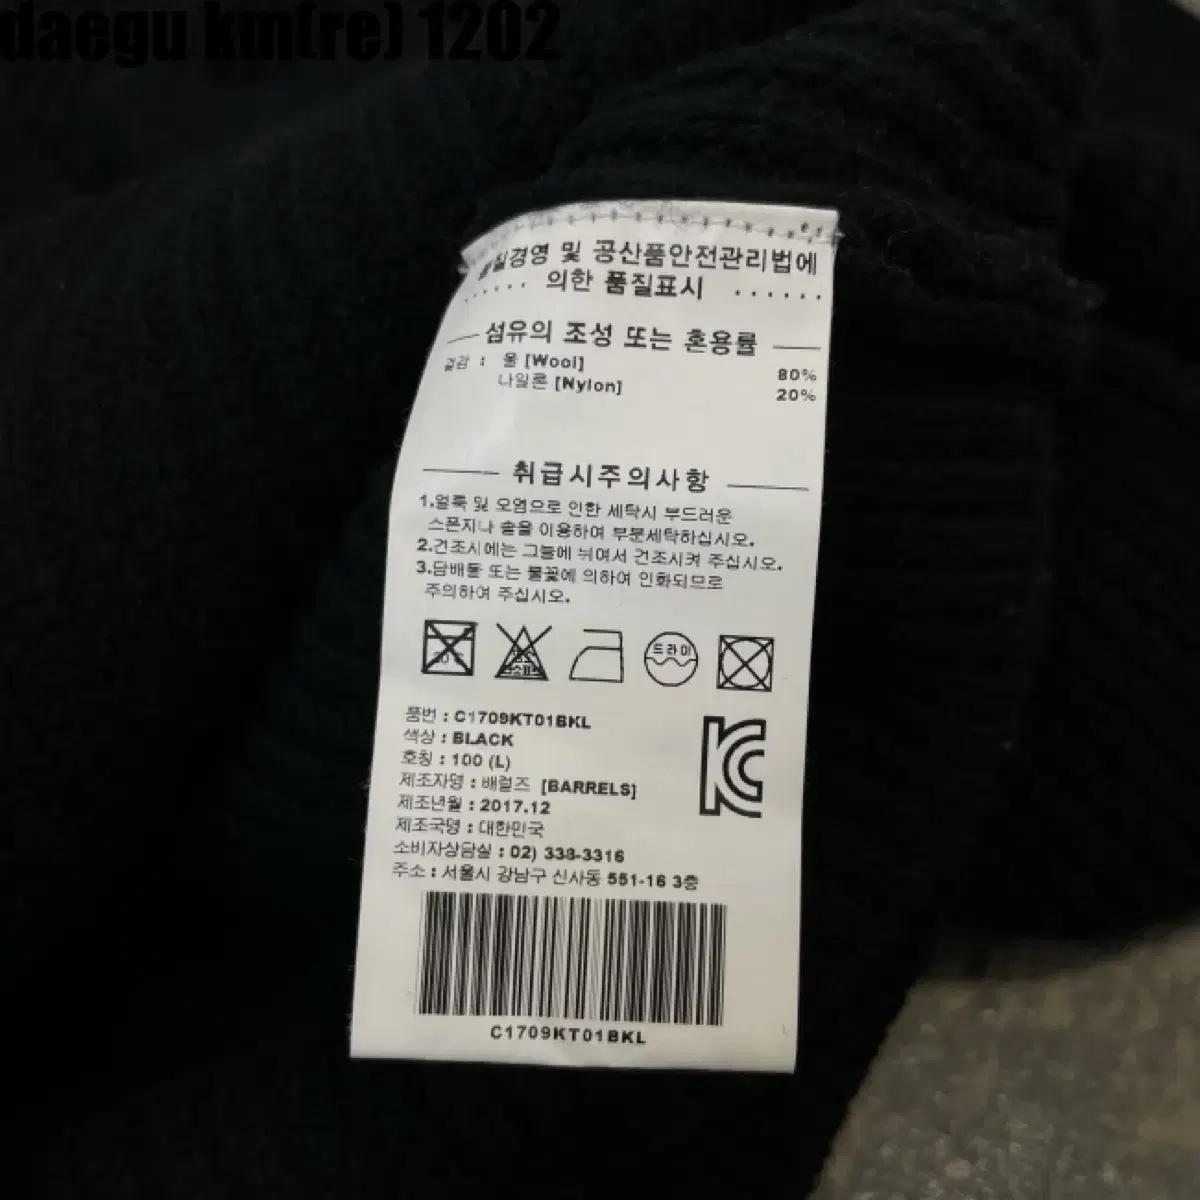 daegu km(re) 1202
품질경영 및 공산품안전관리법에
...... 의한 품질표시 ......
섬유의 조성 또는 혼용률
겉감 : 울 [Wool] 80%
나일론 [Nylon] 20%
취급시주의사항
1.얼룩 및 오염으로 인한 세탁시 부드러운
스폰지나 솔을 이용하여 부분세탁하십시오.
2.건조시에는 그늘에 뉘여서 건조시켜 주십시오.
3.담배불 또는 불꽃에 의하여 인화되므로
주의하여 주십시오.
드라이
품번 : C1709KT01BKL
색상 : BLACK
호칭 : 100 (L)
제조자명 : 배럴즈 [BARRELS]
제조년월 : 2017.12
제조국명 : 대한민국
소비자상담실 : 02) 338-3316
주소 : 서울시 강남구 신사동 551-16 3층
C1709KT01BKL